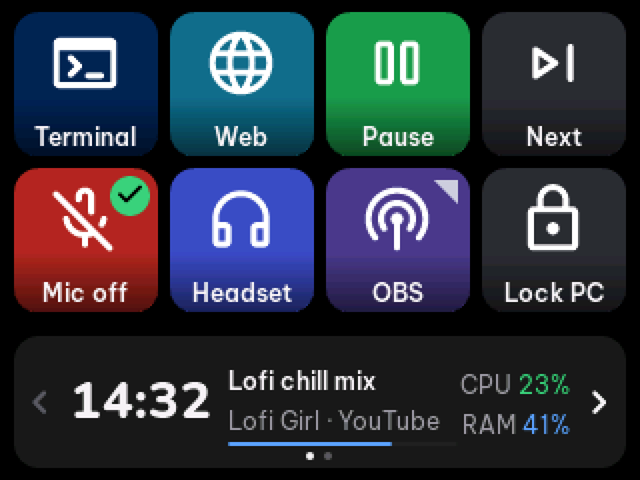 Terminal
Web
Pause
Next
Mic off
Headset
OBS
Lock PC
14:32
Lofi chill mix
Lofi Girl · YouTube
CPU 23%
RAM 41%